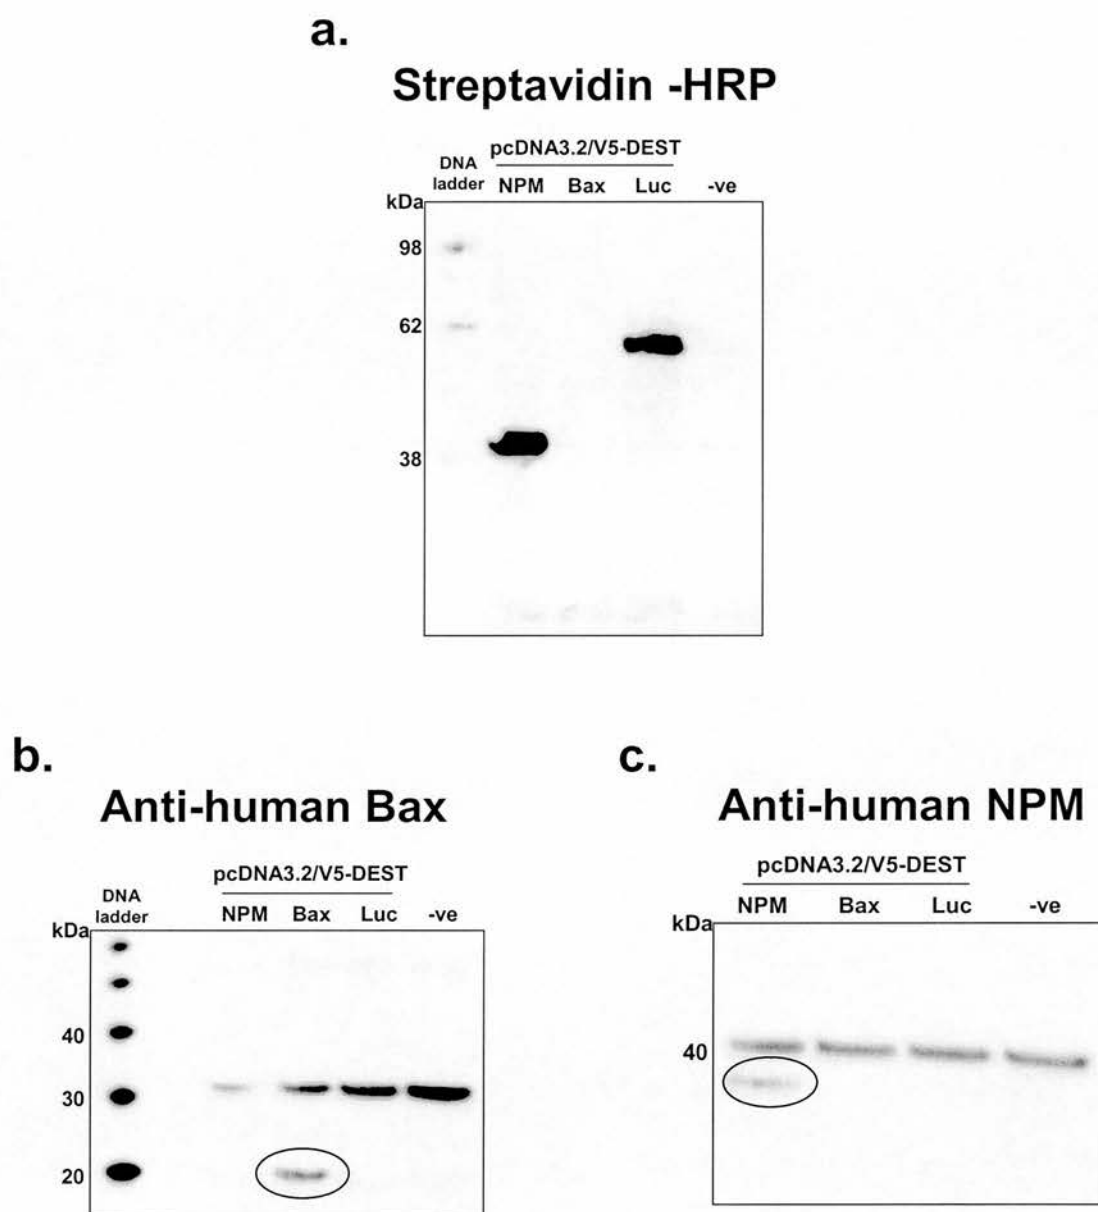 a.
Streptavidin -HRP
pcDNA3.2/V5-DEST
DNA
ladder NPM Bax Luc -ve
kDa
98
62
38
b.
Anti-human Bax
pcDNA3.2/V5-DEST
DNA
ladder NPM Bax Luc -ve
kDa
40
30
20
c.
Anti-human NPM
pcDNA3.2/V5-DEST
NPM Bax Luc -ve
kDa
40